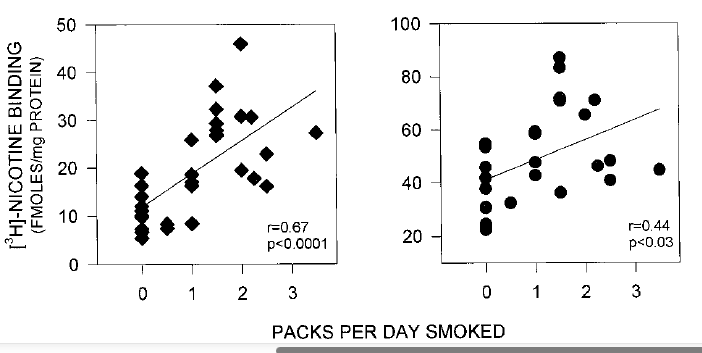 [³H]-NICOTINE BINDING
(FMOLES/mg PROTEIN)
50
40
30
20
10
0
0 1 2 3
r=0.67
p<0.0001
100
80
60
40
20
0 1 2 3
r=0.44
p<0.03
PACKS PER DAY SMOKED